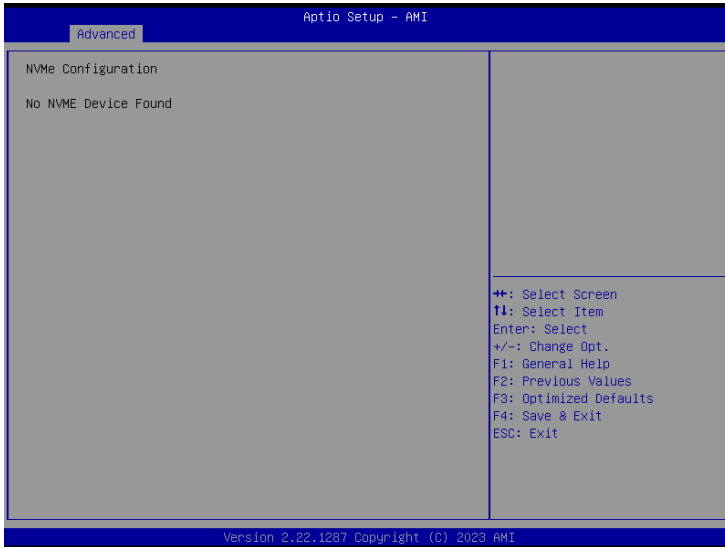 Aptio Setup – AMI
Advanced
NVMe Configuration
No NVME Device Found
→←: Select Screen
↑↓: Select Item
Enter: Select
+/-: Change Opt.
F1: General Help
F2: Previous Values
F3: Optimized Defaults
F4: Save & Exit
ESC: Exit
Version 2.22.1287 Copyright (C) 2023 AMI